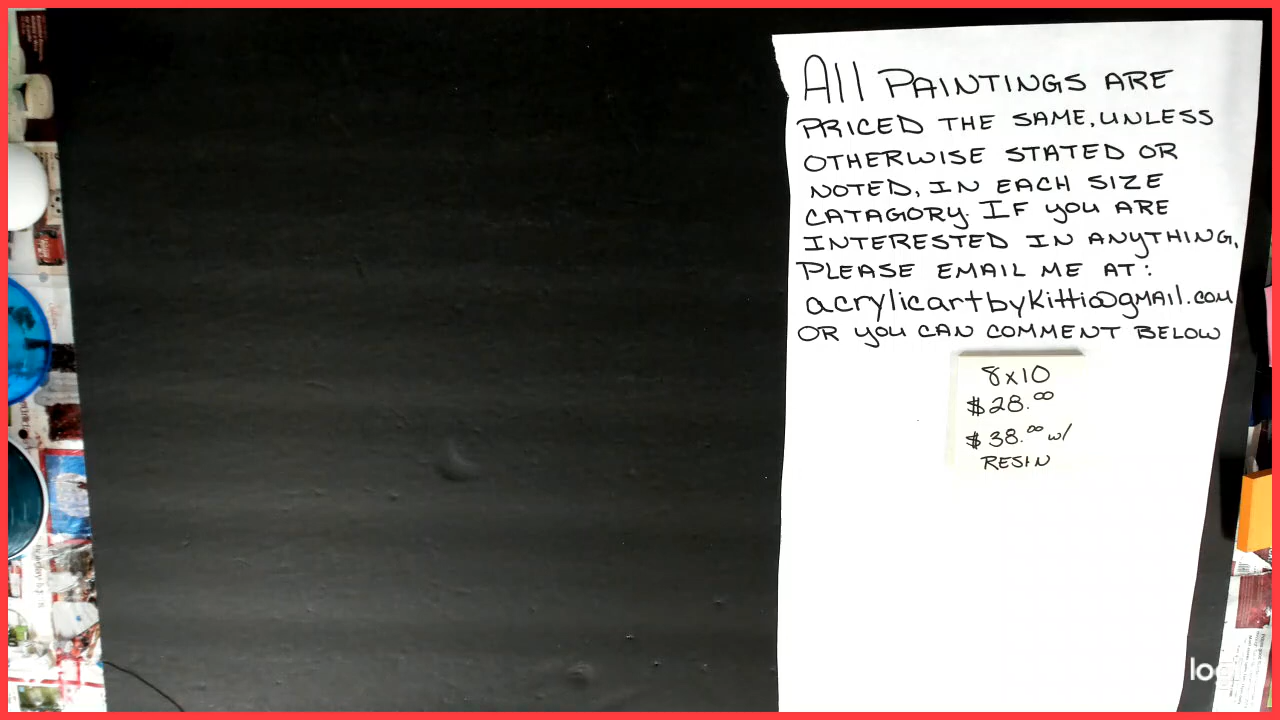 All PAINTINGS ARE
PRICED THE SAME, UNLESS
OTHERWISE STATED OR
NOTED, IN EACH SIZE
CATAGORY. IF YOU ARE
INTERESTED IN ANYTHING,
PLEASE EMAIL ME AT:
acrylicartbykitti@gmail.com
OR YOU CAN COMMENT BELOW
8x10
$28.00
$38.00 w/
RESIN